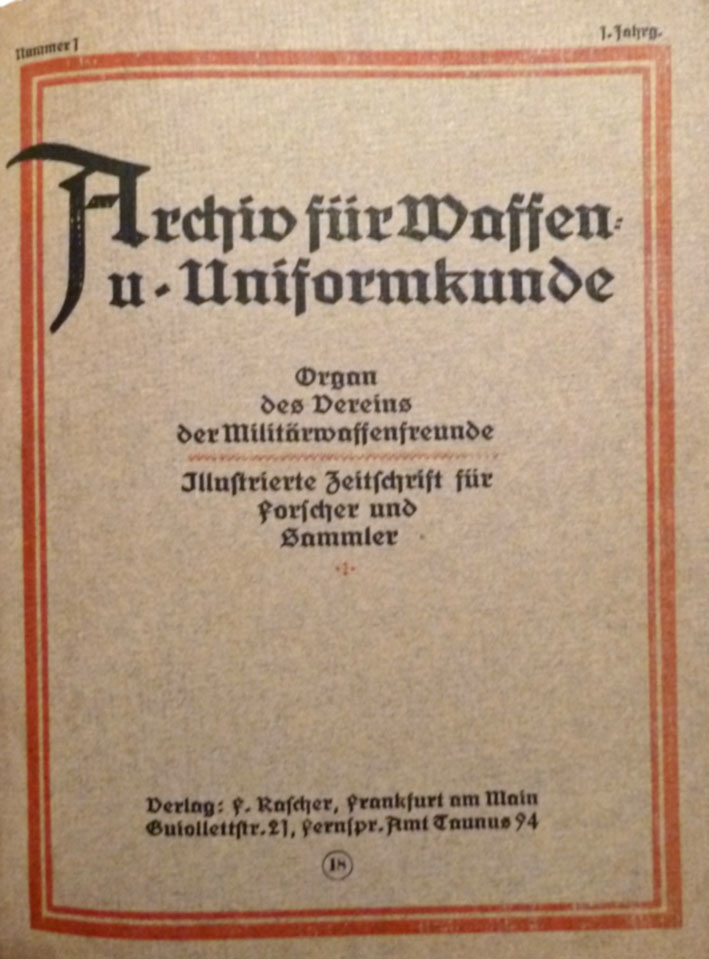 Nummer 1
1. Jahrg.
Archiv für Waffen-
u. Uniformkunde
Organ
des Vereins
der Militärwaffenfreunde
Illustrierte Zeitschrift für
Forscher und
Sammler
Verlag: F. Rascher, Frankfurt am Main
Guiollettstr. 21, Fernspr. Amt Taunus 94
18